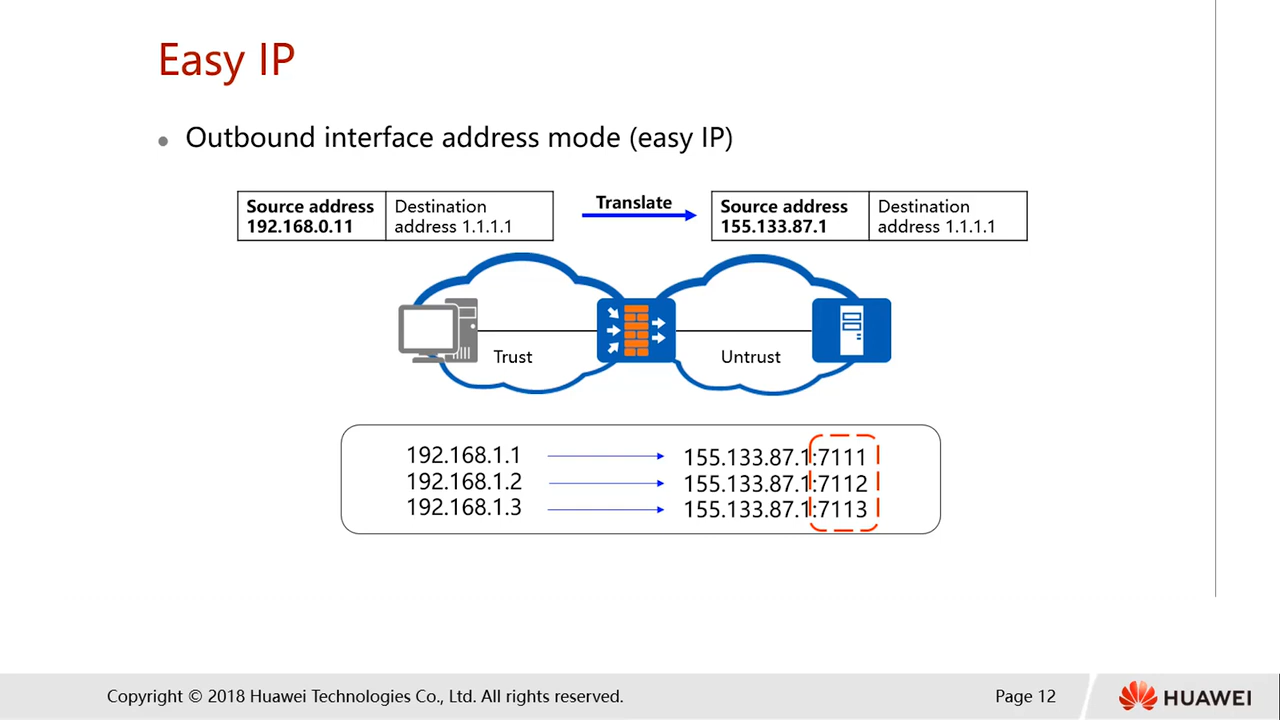 Easy IP
Outbound interface address mode (easy IP)
Source address
192.168.0.11
Destination
address 1.1.1.1
Translate
Source address
155.133.87.1
Destination
address 1.1.1.1
Trust
Untrust
192.168.1.1 155.133.87.1:7111
192.168.1.2 155.133.87.1:7112
192.168.1.3 155.133.87.1:7113
Copyright © 2018 Huawei Technologies Co., Ltd. All rights reserved.
Page 12
HUAWEI